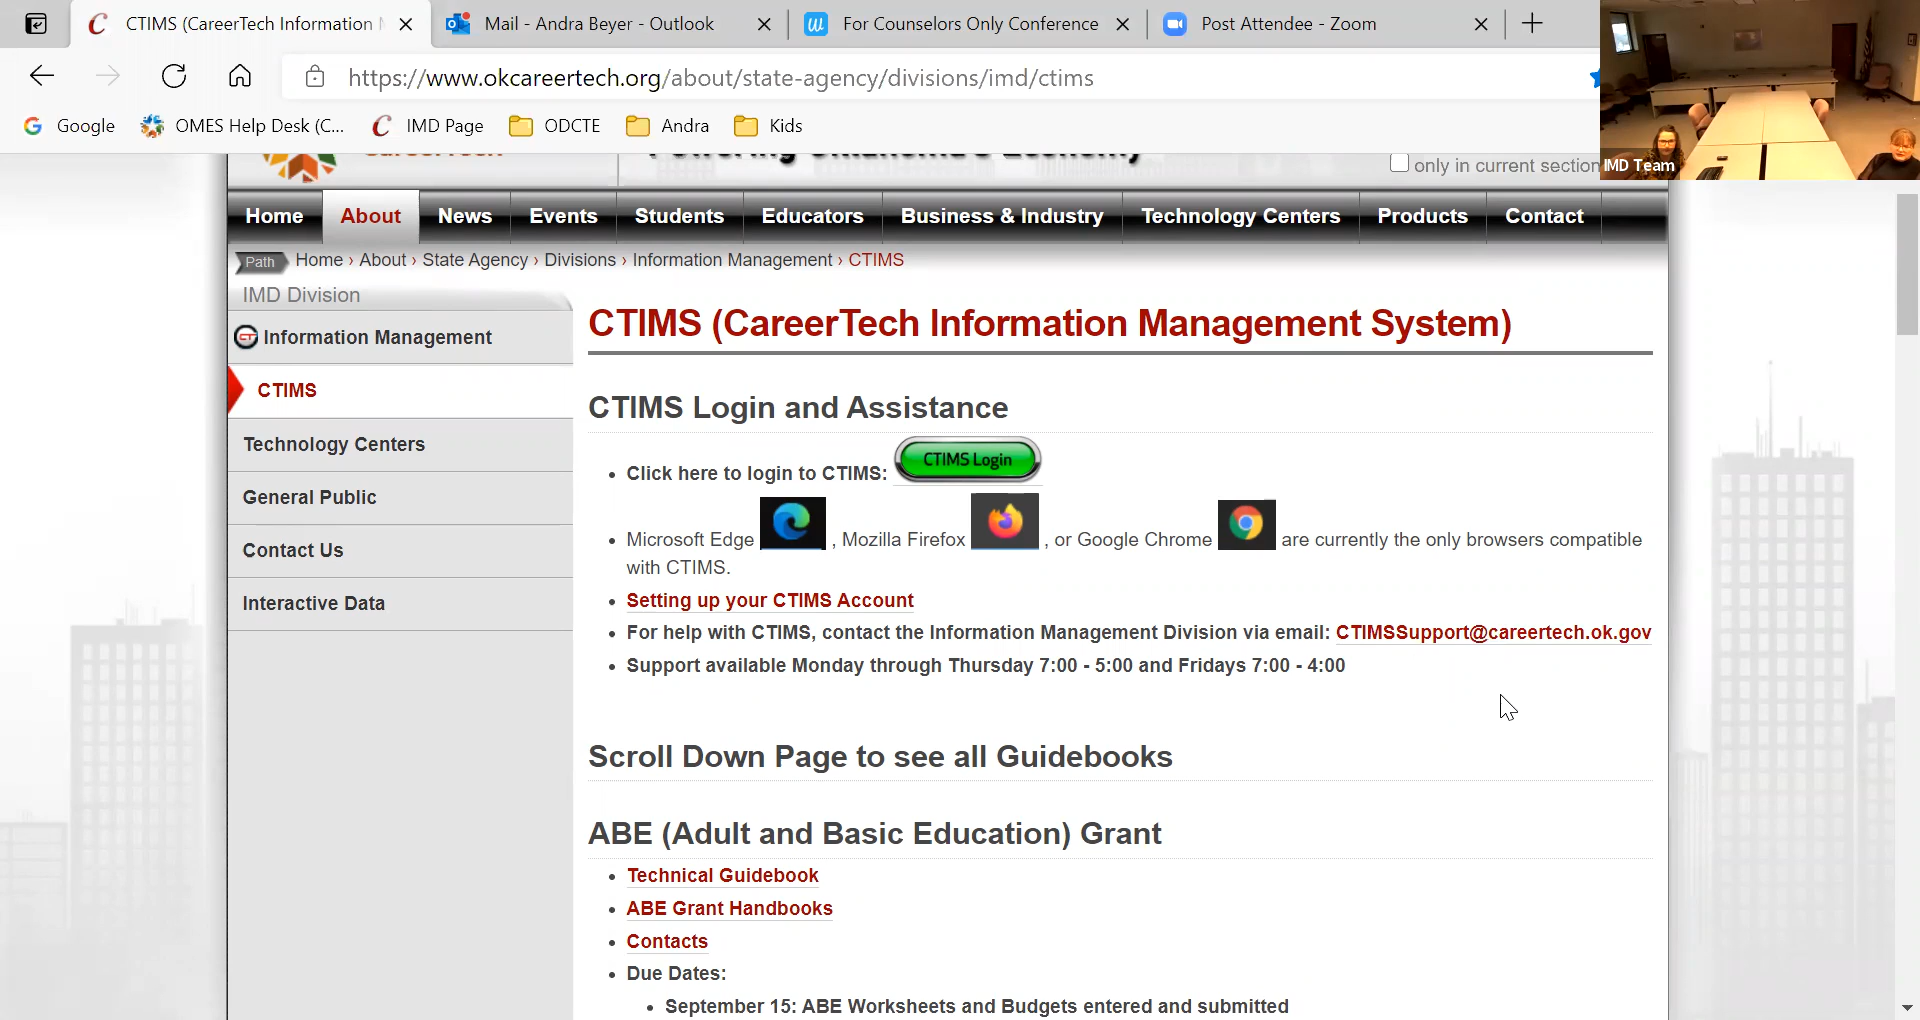 CTIMS (CareerTech Information M
Mail - Andra Beyer - Outlook
For Counselors Only Conference
Post Attendee - Zoom
https://www.okcareertech.org/about/state-agency/divisions/imd/ctims
Google
OMES Help Desk (C...
IMD Page
ODCTE
Andra
Kids
IMD Team
only in current section
Home
About
News
Events
Students
Educators
Business & Industry
Technology Centers
Products
Contact
Path Home › About › State Agency › Divisions › Information Management › CTIMS
IMD Division
Information Management
CTIMS
Technology Centers
General Public
Contact Us
Interactive Data
CTIMS (CareerTech Information Management System)
CTIMS Login and Assistance
• Click here to login to CTIMS: CTIMS Login
• Microsoft Edge , Mozilla Firefox , or Google Chrome are currently the only browsers compatible
with CTIMS.
• Setting up your CTIMS Account
• For help with CTIMS, contact the Information Management Division via email: CTIMSSupport@careertech.ok.gov
• Support available Monday through Thursday 7:00 - 5:00 and Fridays 7:00 - 4:00
Scroll Down Page to see all Guidebooks
ABE (Adult and Basic Education) Grant
• Technical Guidebook
• ABE Grant Handbooks
• Contacts
• Due Dates:
• September 15: ABE Worksheets and Budgets entered and submitted